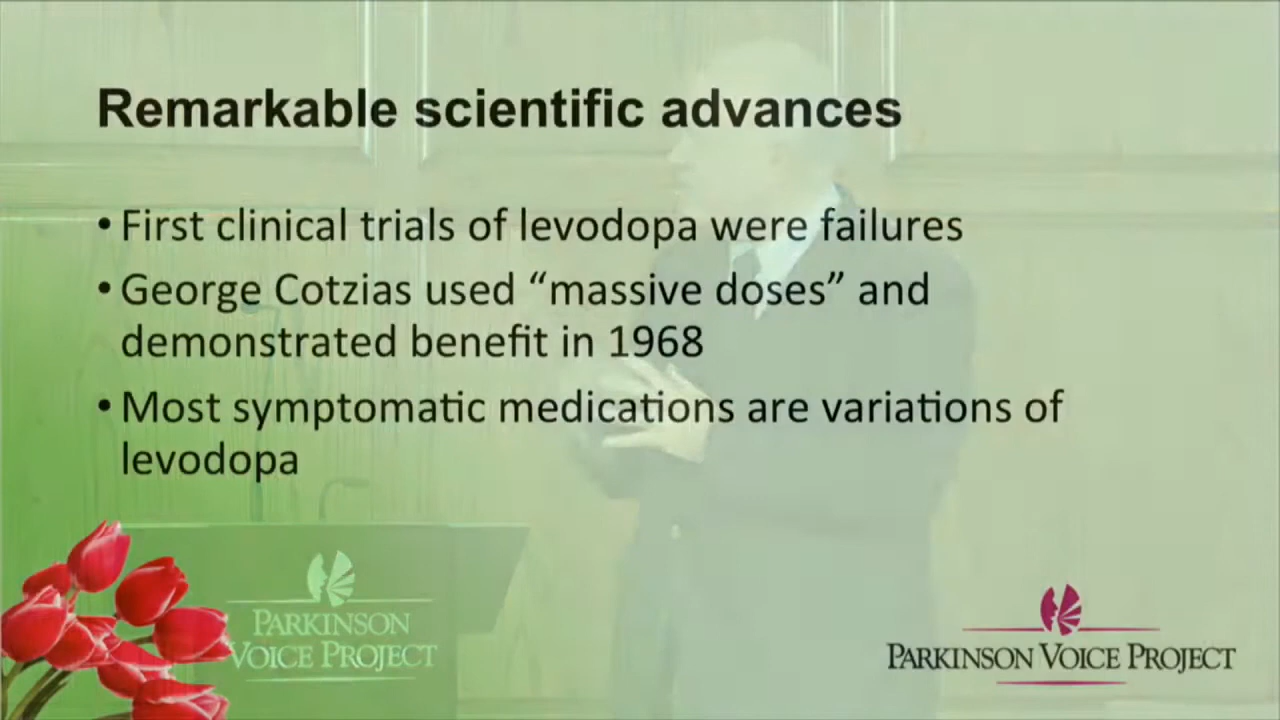 Remarkable scientific advances
• First clinical trials of levodopa were failures
• George Cotzias used “massive doses” and
demonstrated benefit in 1968
• Most symptomatic medications are variations of
levodopa
PARKINSON
VOICE PROJECT
PARKINSON VOICE PROJECT